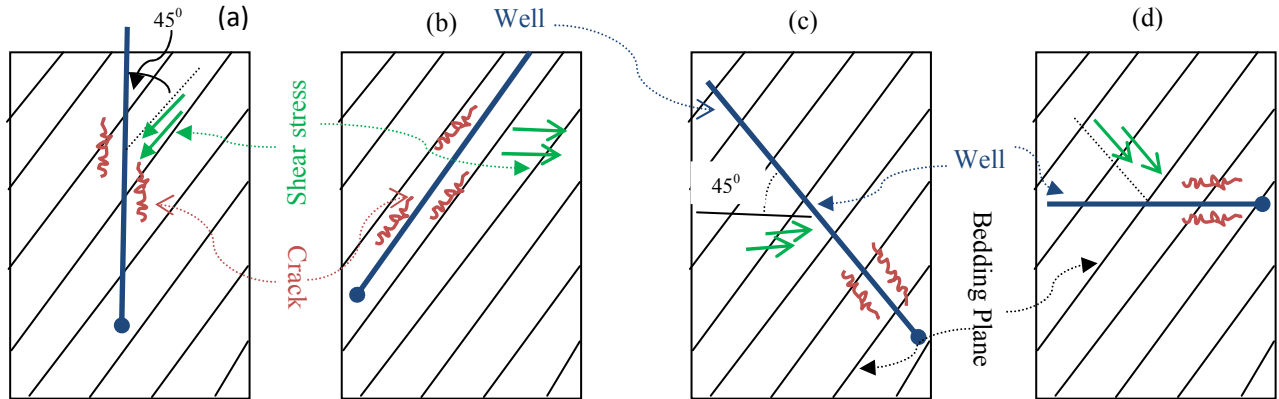 45⁰
(a)
Shear stress
Crack
(b)
Well
(c)
45⁰
Well
Bedding Plane
(d)